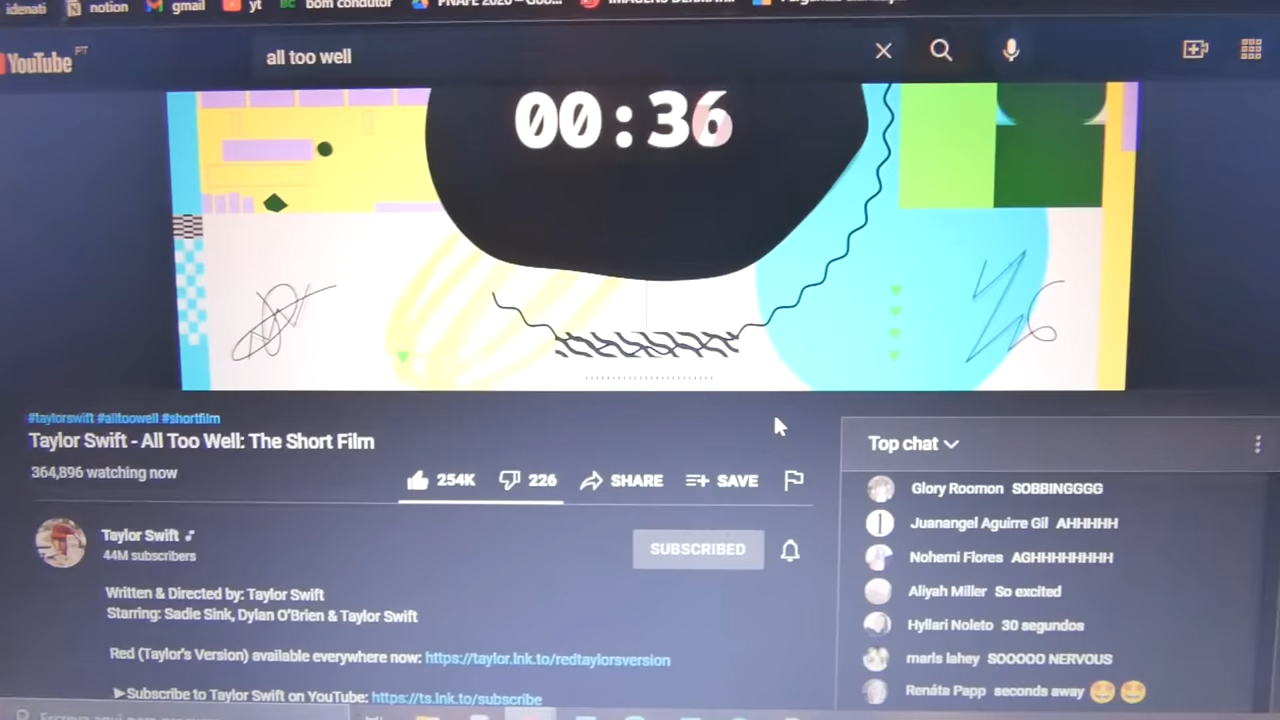 idenati notion gmail yt BC bom condutor
YouTube PT
all too well
00:36
#taylorswift #alltoowell #shortfilm
Taylor Swift - All Too Well: The Short Film
364,896 watching now
254K 226 SHARE SAVE
Taylor Swift
44M subscribers
SUBSCRIBED
Written & Directed by: Taylor Swift
Starring: Sadie Sink, Dylan O'Brien & Taylor Swift
Red (Taylor's Version) available everywhere now: https://taylor.lnk.to/redtaylorsversion
▶Subscribe to Taylor Swift on YouTube: https://ts.lnk.to/subscribe
Top chat
Glory Roomon SOBBINGGGG
Juanangel Aguirre Gil AHHHHH
Nohemi Flores AGHHHHHHHH
Aliyah Miller So excited
Hyllari Noleto 30 segundos
maris lahey SOOOOO NERVOUS
Renáta Papp seconds away 🤩 🤩